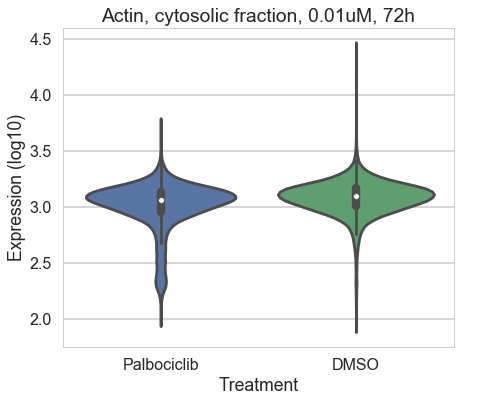 Actin, cytosolic fraction, 0.01uM, 72h
4.5
4.0
3.5
3.0
2.5
2.0
Expression (log10)
Palbociclib DMSO
Treatment